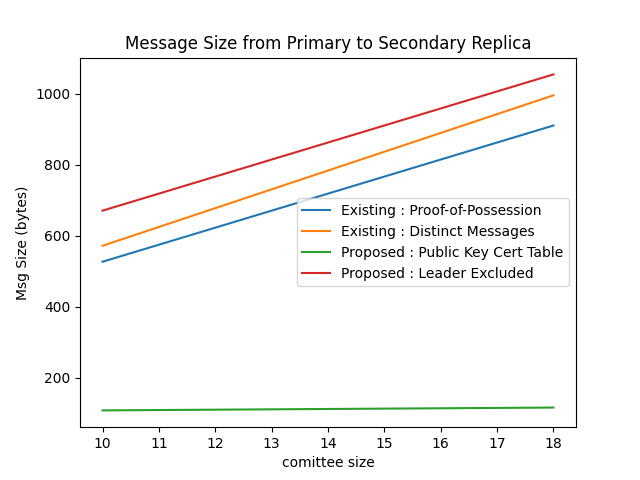 Message Size from Primary to Secondary Replica
Msg Size (bytes)
1000
800
600
400
200
Existing : Proof-of-Possession
Existing : Distinct Messages
Proposed : Public Key Cert Table
Proposed : Leader Excluded
10 11 12 13 14 15 16 17 18
comittee size